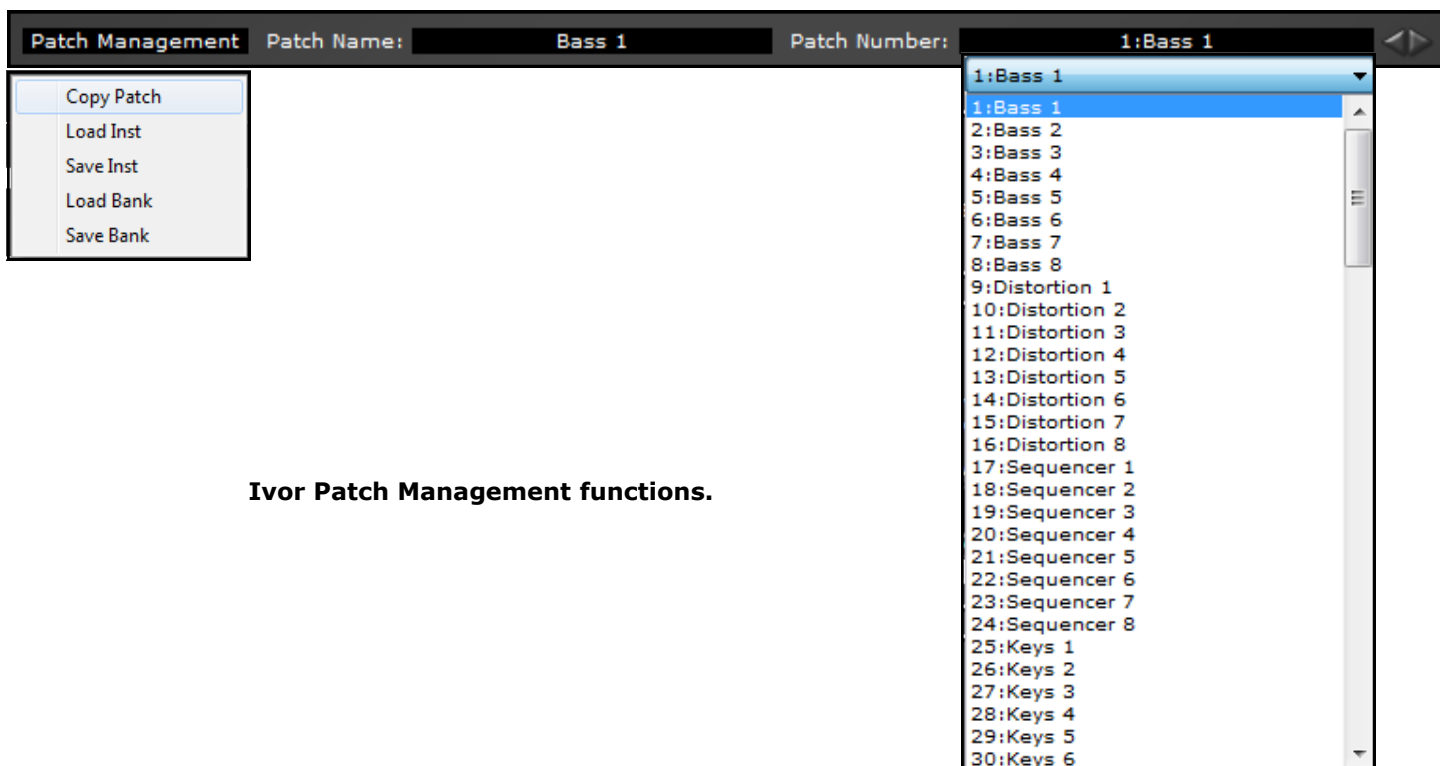 Patch Management Patch Name: Bass 1 Patch Number: 1:Bass 1
Copy Patch
Load Inst
Save Inst
Load Bank
Save Bank
1:Bass 1
1:Bass 1
2:Bass 2
3:Bass 3
4:Bass 4
5:Bass 5
6:Bass 6
7:Bass 7
8:Bass 8
9:Distortion 1
10:Distortion 2
11:Distortion 3
12:Distortion 4
13:Distortion 5
14:Distortion 6
15:Distortion 7
16:Distortion 8
17:Sequencer 1
18:Sequencer 2
19:Sequencer 3
20:Sequencer 4
21:Sequencer 5
22:Sequencer 6
23:Sequencer 7
24:Sequencer 8
25:Keys 1
26:Keys 2
27:Keys 3
28:Keys 4
29:Keys 5
30:Keys 6
Ivor Patch Management functions.